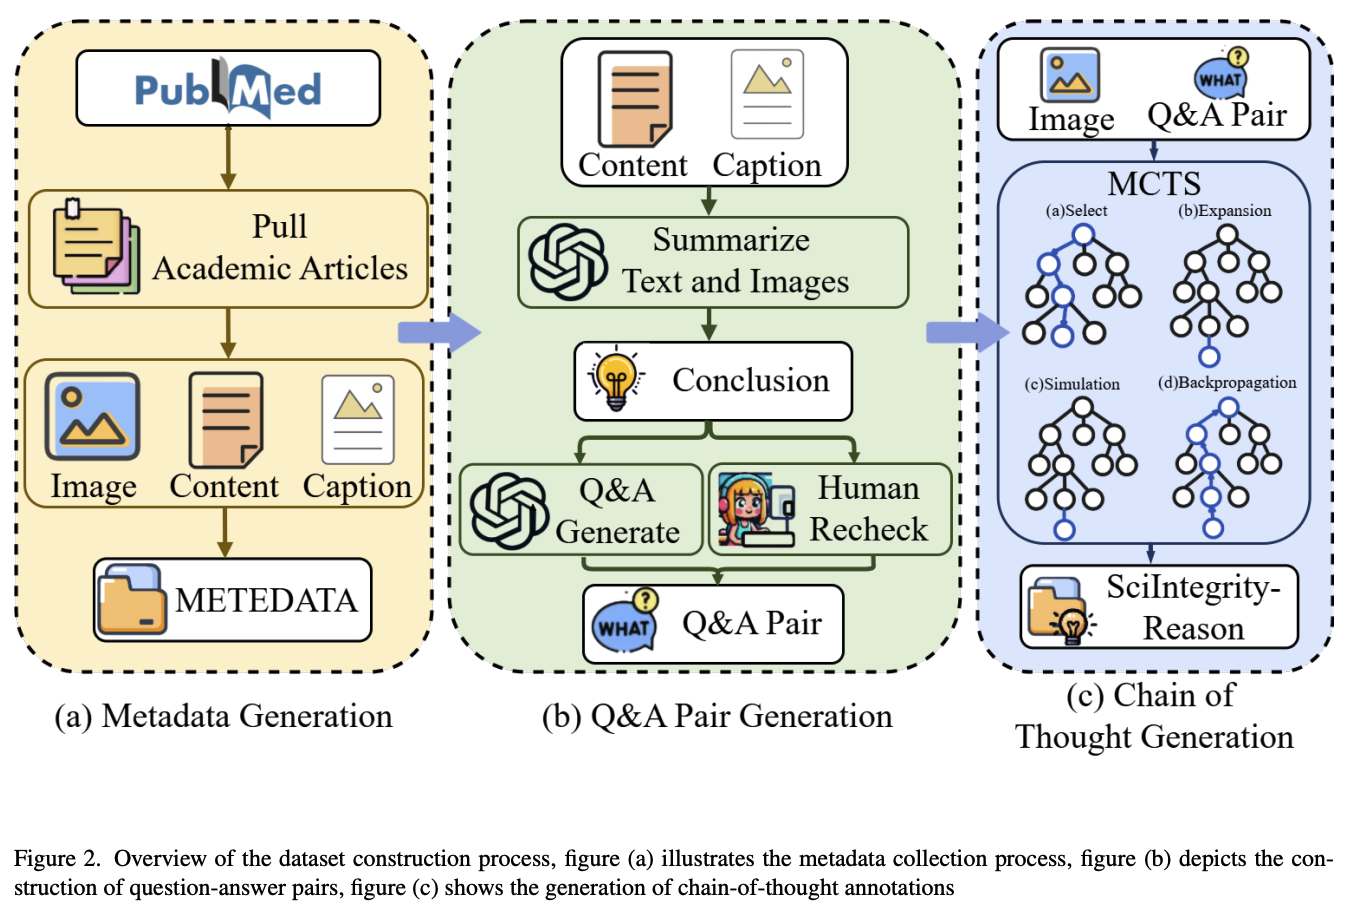 PubMed
Pull
Academic Articles
Image
Content
Caption
METEDATA
(a) Metadata Generation
Content
Caption
Summarize
Text and Images
Conclusion
Q&A
Generate
Human
Recheck
WHAT
?
Q&A Pair
(b) Q&A Pair Generation
Image
WHAT
?
Q&A Pair
MCTS
(a)Select
(b)Expansion
(c)Simulation
(d)Backpropagation
SciIntegrity-
Reason
(c) Chain of
Thought Generation
Figure 2. Overview of the dataset construction process, figure (a) illustrates the metadata collection process, figure (b) depicts the con-
struction of question-answer pairs, figure (c) shows the generation of chain-of-thought annotations